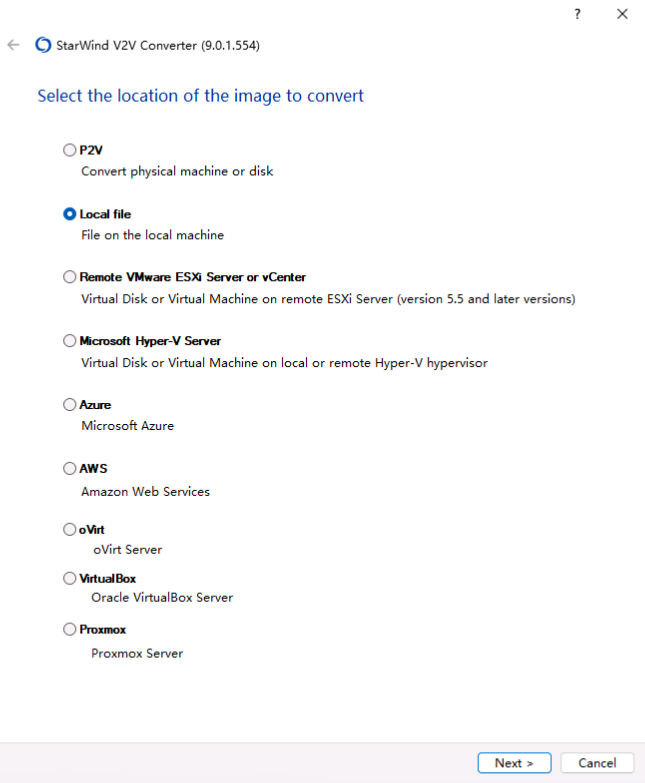 ?
StarWind V2V Converter (9.0.1.554)
Select the location of the image to convert
P2V
Convert physical machine or disk
Local file
File on the local machine
Remote VMware ESXi Server or vCenter
Virtual Disk or Virtual Machine on remote ESXi Server (version 5.5 and later versions)
Microsoft Hyper-V Server
Virtual Disk or Virtual Machine on local or remote Hyper-V hypervisor
Azure
Microsoft Azure
AWS
Amazon Web Services
oVirt
oVirt Server
VirtualBox
Oracle VirtualBox Server
Proxmox
Proxmox Server
Next > Cancel